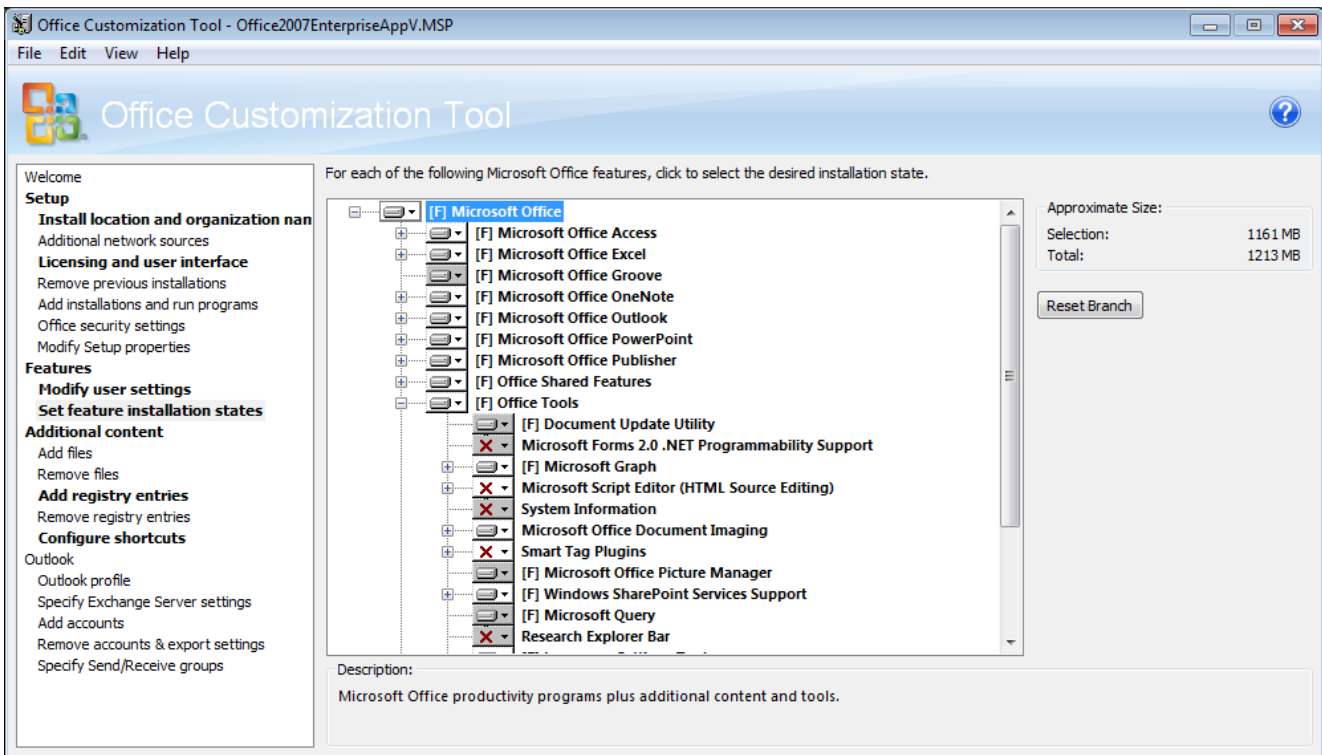 Office Customization Tool - Office2007EnterpriseAppV.MSP
File Edit View Help
Office Customization Tool
Welcome
Setup
Install location and organization nan
Additional network sources
Licensing and user interface
Remove previous installations
Add installations and run programs
Office security settings
Modify Setup properties
Features
Modify user settings
Set feature installation states
Additional content
Add files
Remove files
Add registry entries
Remove registry entries
Configure shortcuts
Outlook
Outlook profile
Specify Exchange Server settings
Add accounts
Remove accounts & export settings
Specify Send/Receive groups
For each of the following Microsoft Office features, click to select the desired installation state.
[F] Microsoft Office
[F] Microsoft Office Access
[F] Microsoft Office Excel
[F] Microsoft Office Groove
[F] Microsoft Office OneNote
[F] Microsoft Office Outlook
[F] Microsoft Office PowerPoint
[F] Microsoft Office Publisher
[F] Office Shared Features
[F] Office Tools
[F] Document Update Utility
Microsoft Forms 2.0 .NET Programmability Support
[F] Microsoft Graph
Microsoft Script Editor (HTML Source Editing)
System Information
Microsoft Office Document Imaging
Smart Tag Plugins
[F] Microsoft Office Picture Manager
[F] Windows SharePoint Services Support
[F] Microsoft Query
Research Explorer Bar
Approximate Size:
Selection: 1161 MB
Total: 1213 MB
Reset Branch
Description:
Microsoft Office productivity programs plus additional content and tools.